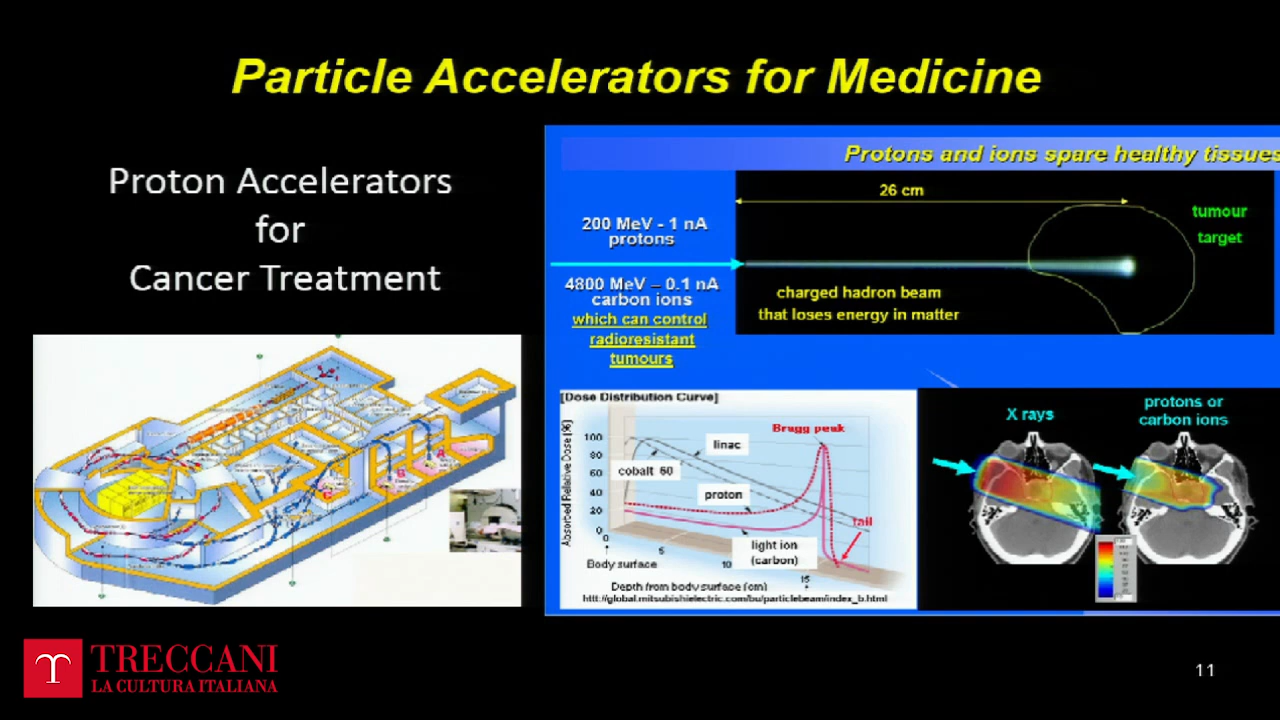 Particle Accelerators for Medicine
Proton Accelerators
for
Cancer Treatment
Protons and ions spare healthy tissues
26 cm
tumour
target
200 MeV - 1 nA
protons
4800 MeV – 0.1 nA
carbon ions
which can control
radioresistant
tumours
charged hadron beam
that loses energy in matter
[Dose Distribution Curve]
Absorbed Relative Dose [%]
100
80
60
40
20
0
Bragg peak
linac
cobalt 60
proton
tail
light ion
(carbon)
0
5
10
15
Body surface
Depth from body surface (cm)
htt://global.mitsubishielectric.com/bu/particlebeam/index_b.html
X rays
protons or
carbon ions
A
B
C
TRECCANI
LA CULTURA ITALIANA
11